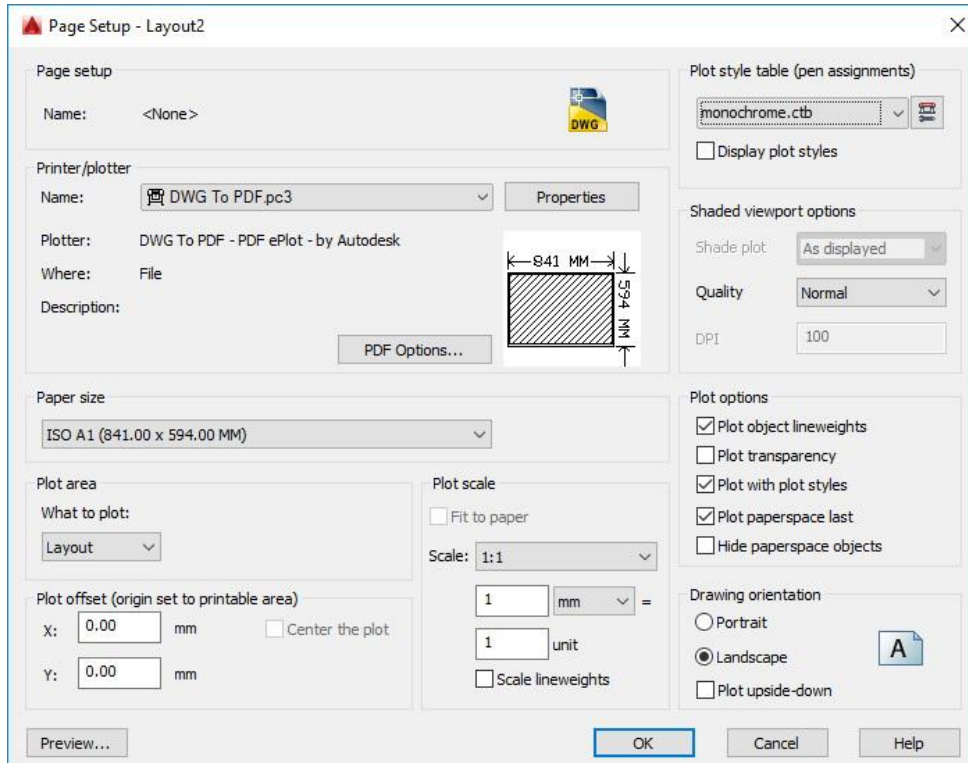 Page Setup - Layout2
Page setup
Name: <None>
DWG
Printer/plotter
Name: DWG To PDF.pc3
Properties
Plotter: DWG To PDF - PDF ePlot - by Autodesk
Where: File
Description:
841 MM
594 MM
PDF Options...
Paper size
ISO A1 (841.00 x 594.00 MM)
Plot area
What to plot:
Layout
Plot offset (origin set to printable area)
X: 0.00 mm
Center the plot
Y: 0.00 mm
Plot scale
Fit to paper
Scale: 1:1
1 mm =
1 unit
Scale lineweights
Plot style table (pen assignments)
monochrome.ctb
Display plot styles
Shaded viewport options
Shade plot As displayed
Quality Normal
DPI 100
Plot options
Plot object lineweights
Plot transparency
Plot with plot styles
Plot paperspace last
Hide paperspace objects
Drawing orientation
Portrait
Landscape
A
Plot upside-down
Preview...
OK
Cancel
Help